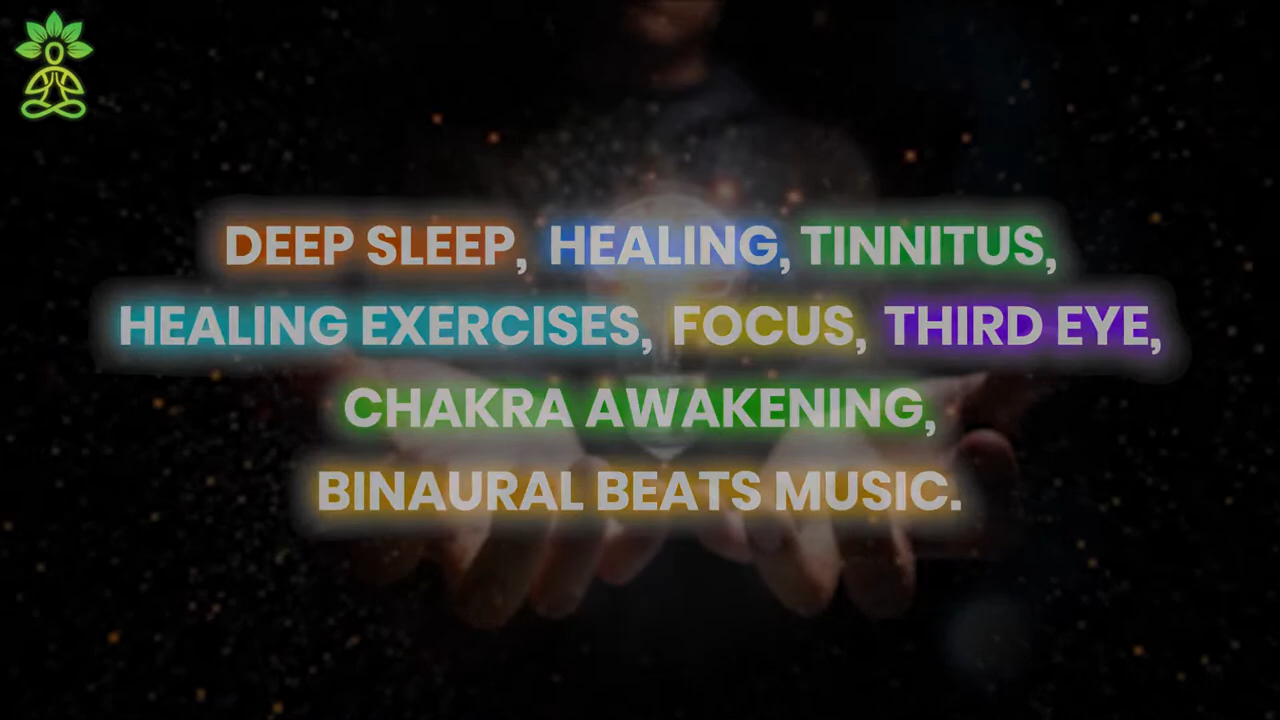 DEEP SLEEP, HEALING, TINNITUS,
HEALING EXERCISES, FOCUS, THIRD EYE,
CHAKRA AWAKENING,
BINAURAL BEATS MUSIC.